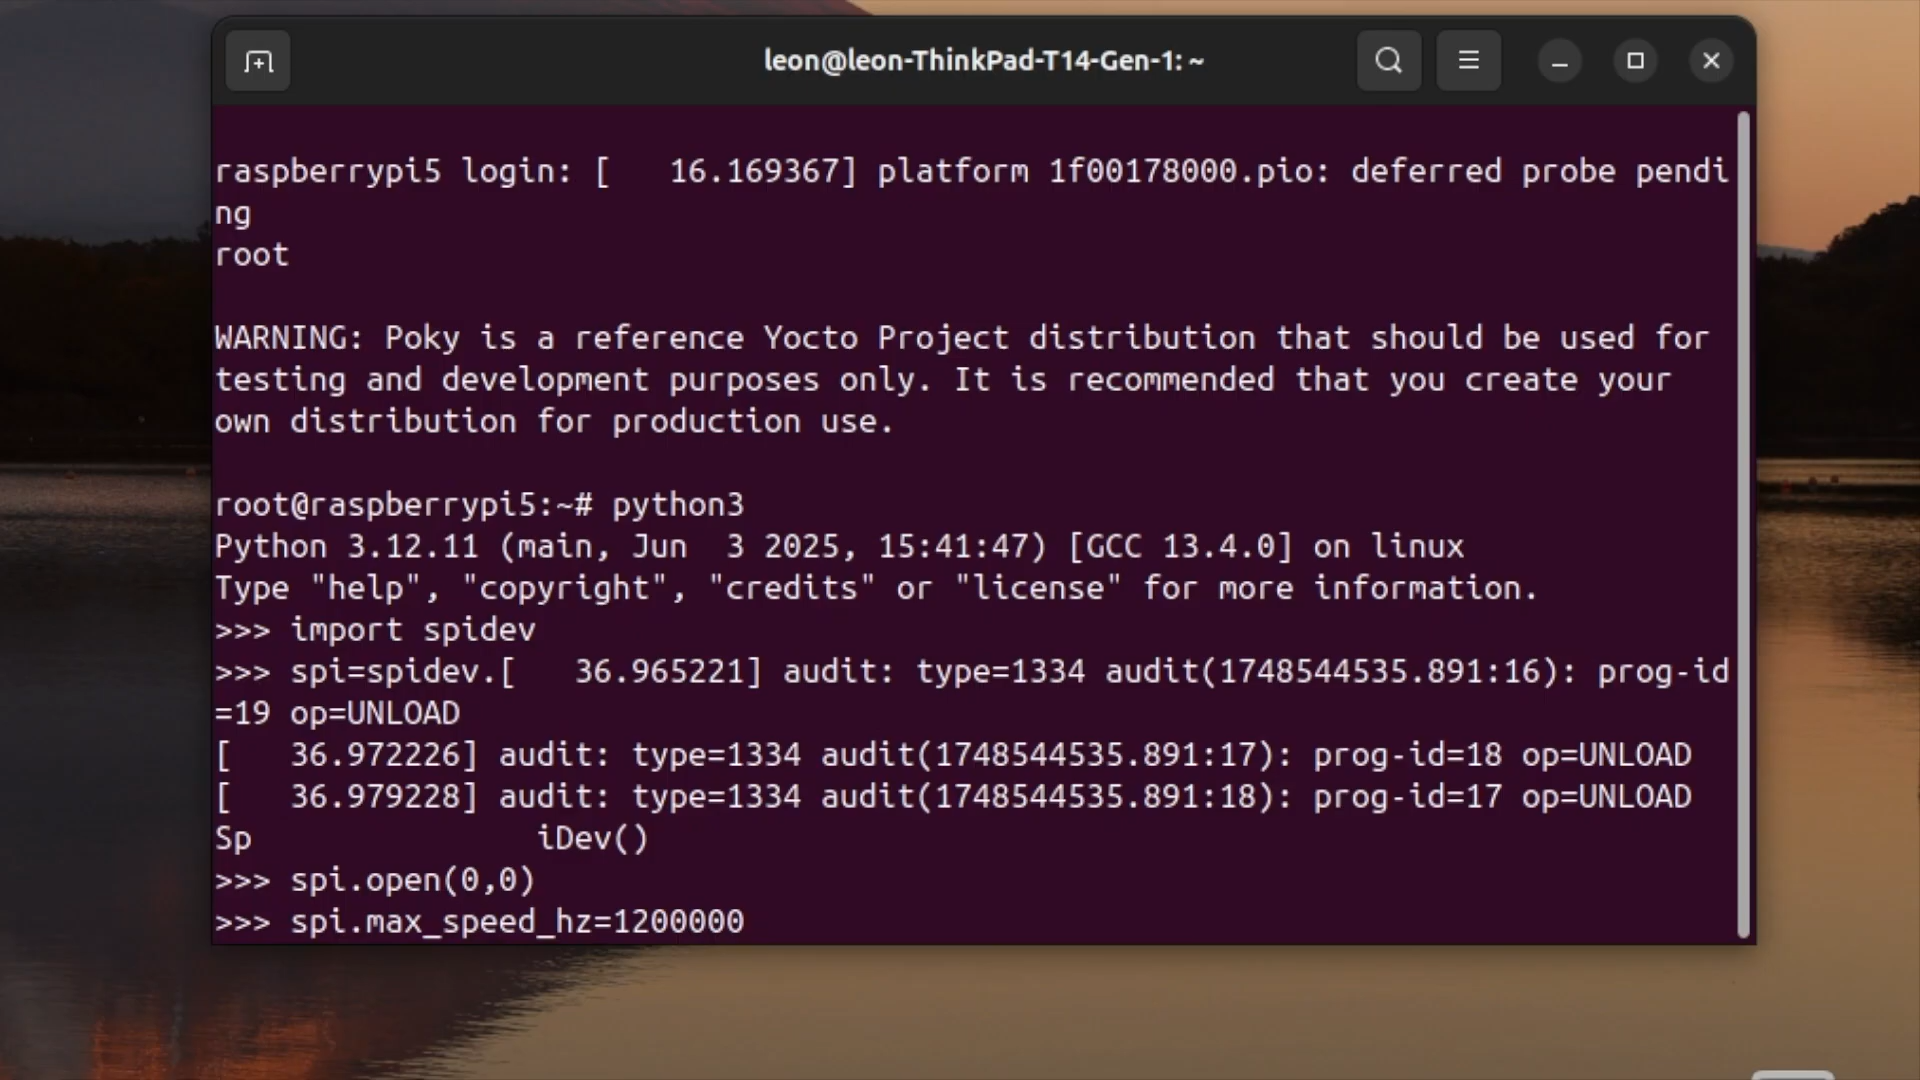 leon@leon-ThinkPad-T14-Gen-1: ~
raspberrypi5 login: [   16.169367] platform 1f00178000.pio: deferred probe pendi
ng
root
WARNING: Poky is a reference Yocto Project distribution that should be used for
testing and development purposes only. It is recommended that you create your
own distribution for production use.
root@raspberrypi5:~# python3
Python 3.12.11 (main, Jun  3 2025, 15:41:47) [GCC 13.4.0] on linux
Type "help", "copyright", "credits" or "license" for more information.
>>> import spidev
>>> spi=spidev.[   36.965221] audit: type=1334 audit(1748544535.891:16): prog-id
=19 op=UNLOAD
[   36.972226] audit: type=1334 audit(1748544535.891:17): prog-id=18 op=UNLOAD
[   36.979228] audit: type=1334 audit(1748544535.891:18): prog-id=17 op=UNLOAD
Sp               iDev()
>>> spi.open(0,0)
>>> spi.max_speed_hz=1200000